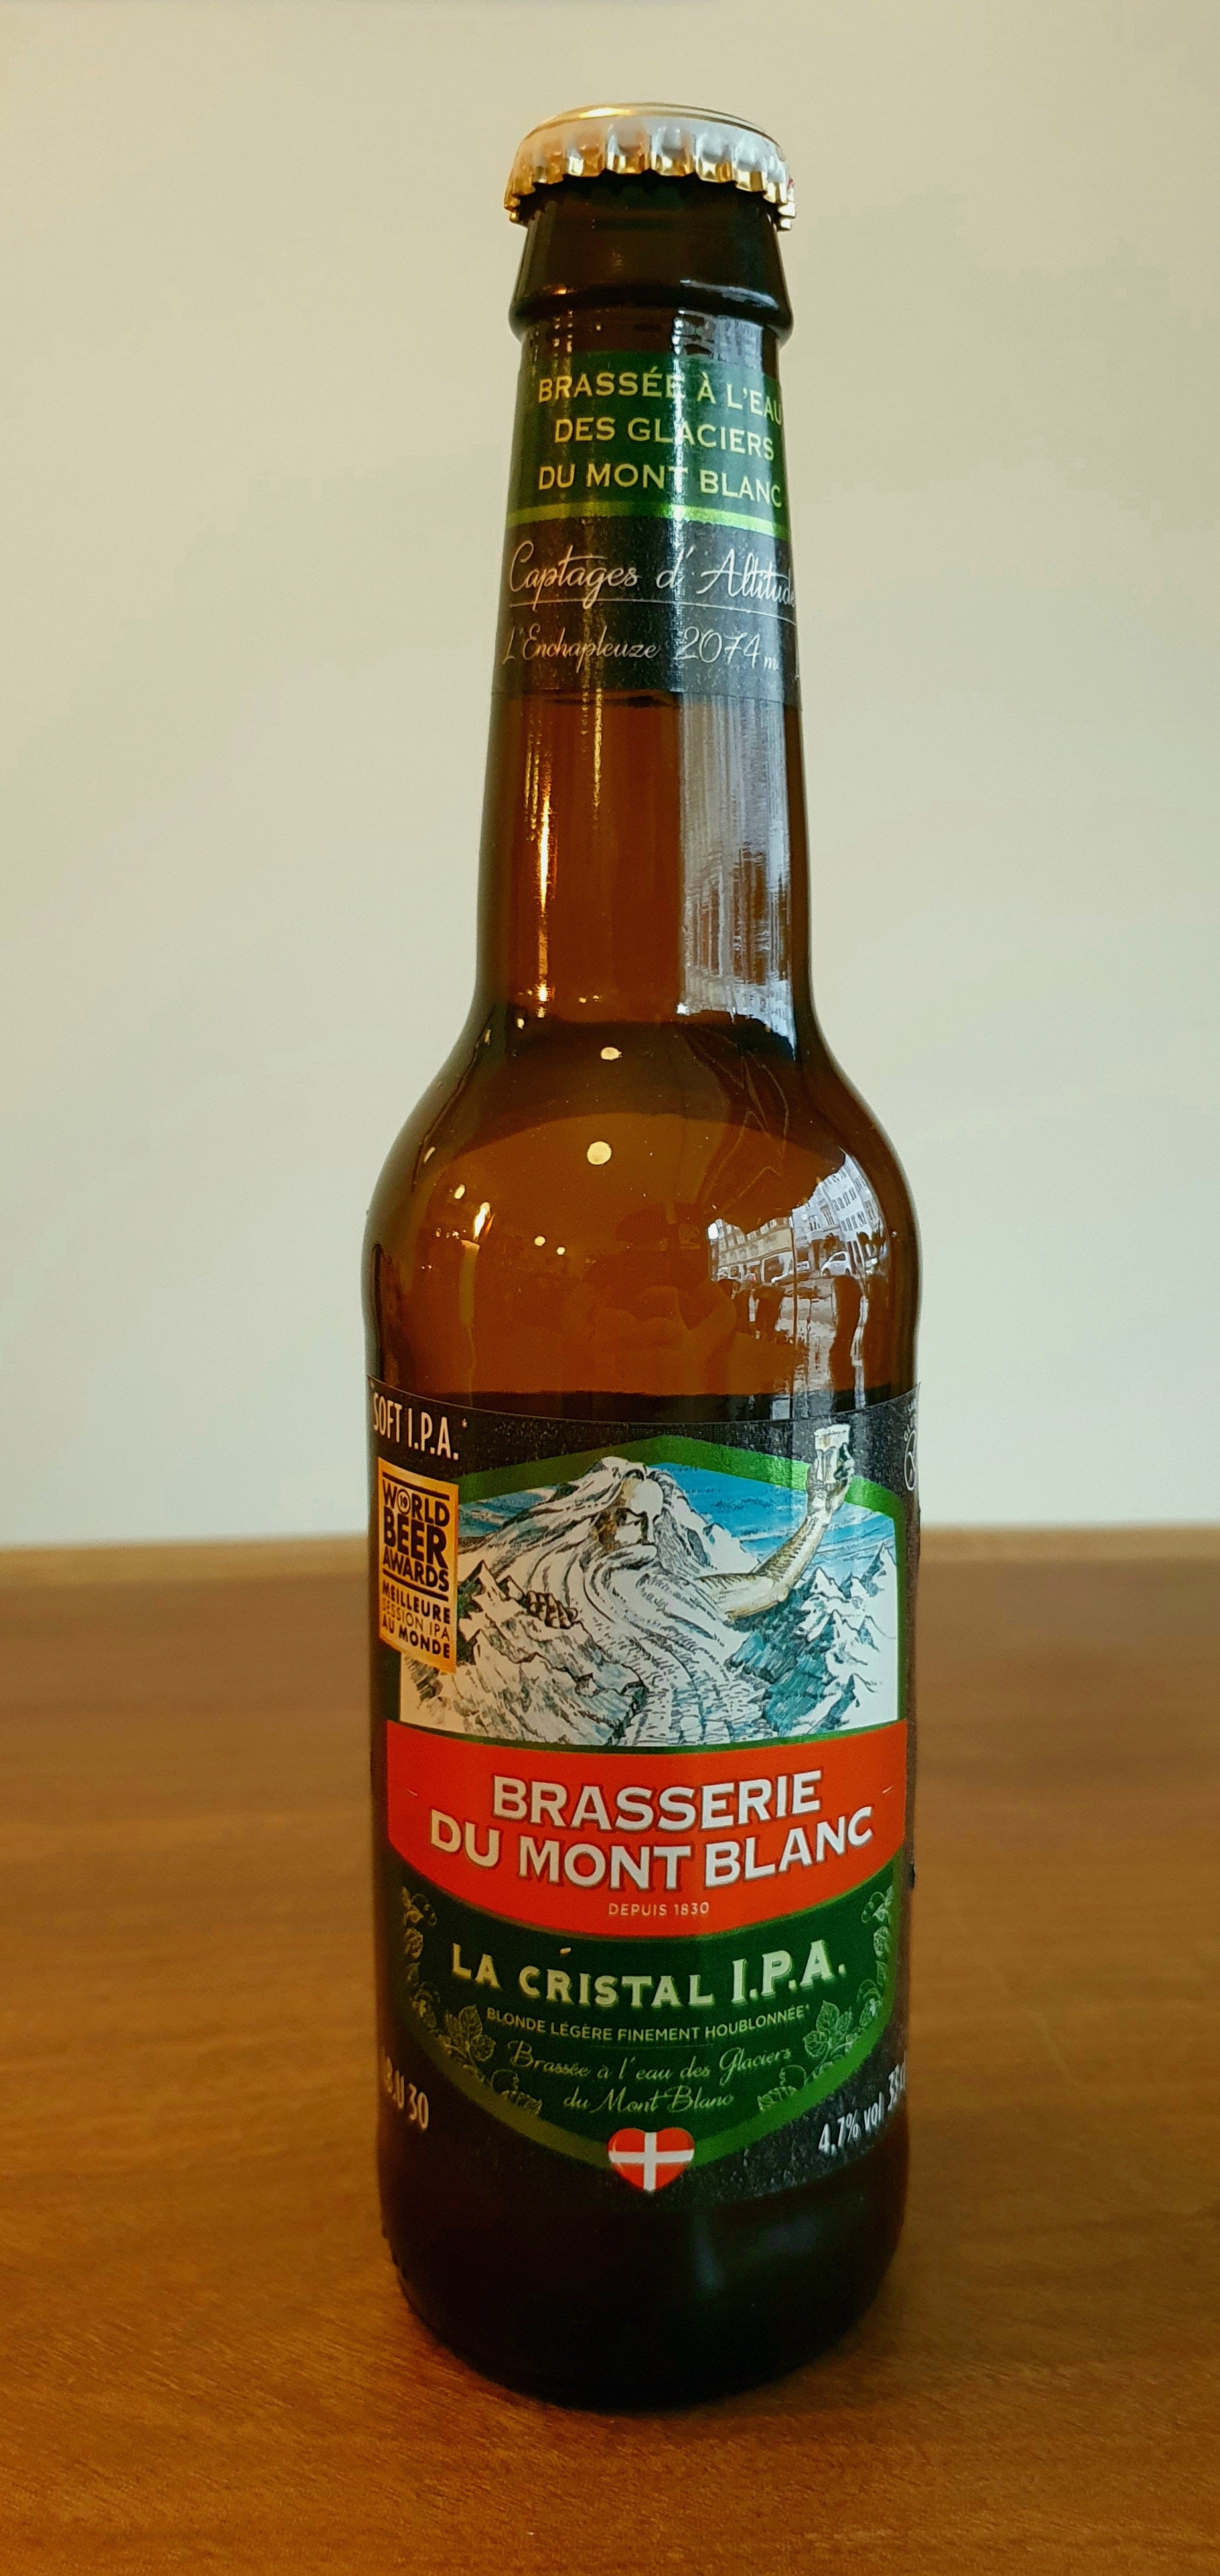 BRASSÉE À L'EAU
DES GLACIERS
DU MONT BLANC
Captages d'Altitude
L'Enchapleuze 2074 m
"SOFT I.P.A."
WORLD
BEER
AWARDS
MEILLEURE
SESSION IPA
AU MONDE
BRASSERIE
DU MONT BLANC
DEPUIS 1830
LA CRISTAL I.P.A.
BLONDE LÉGÈRE FINEMENT HOUBLONNÉE*
Brassée à l'eau des Glaciers
du Mont Blanc
B.U 30
4,7% vol 33c